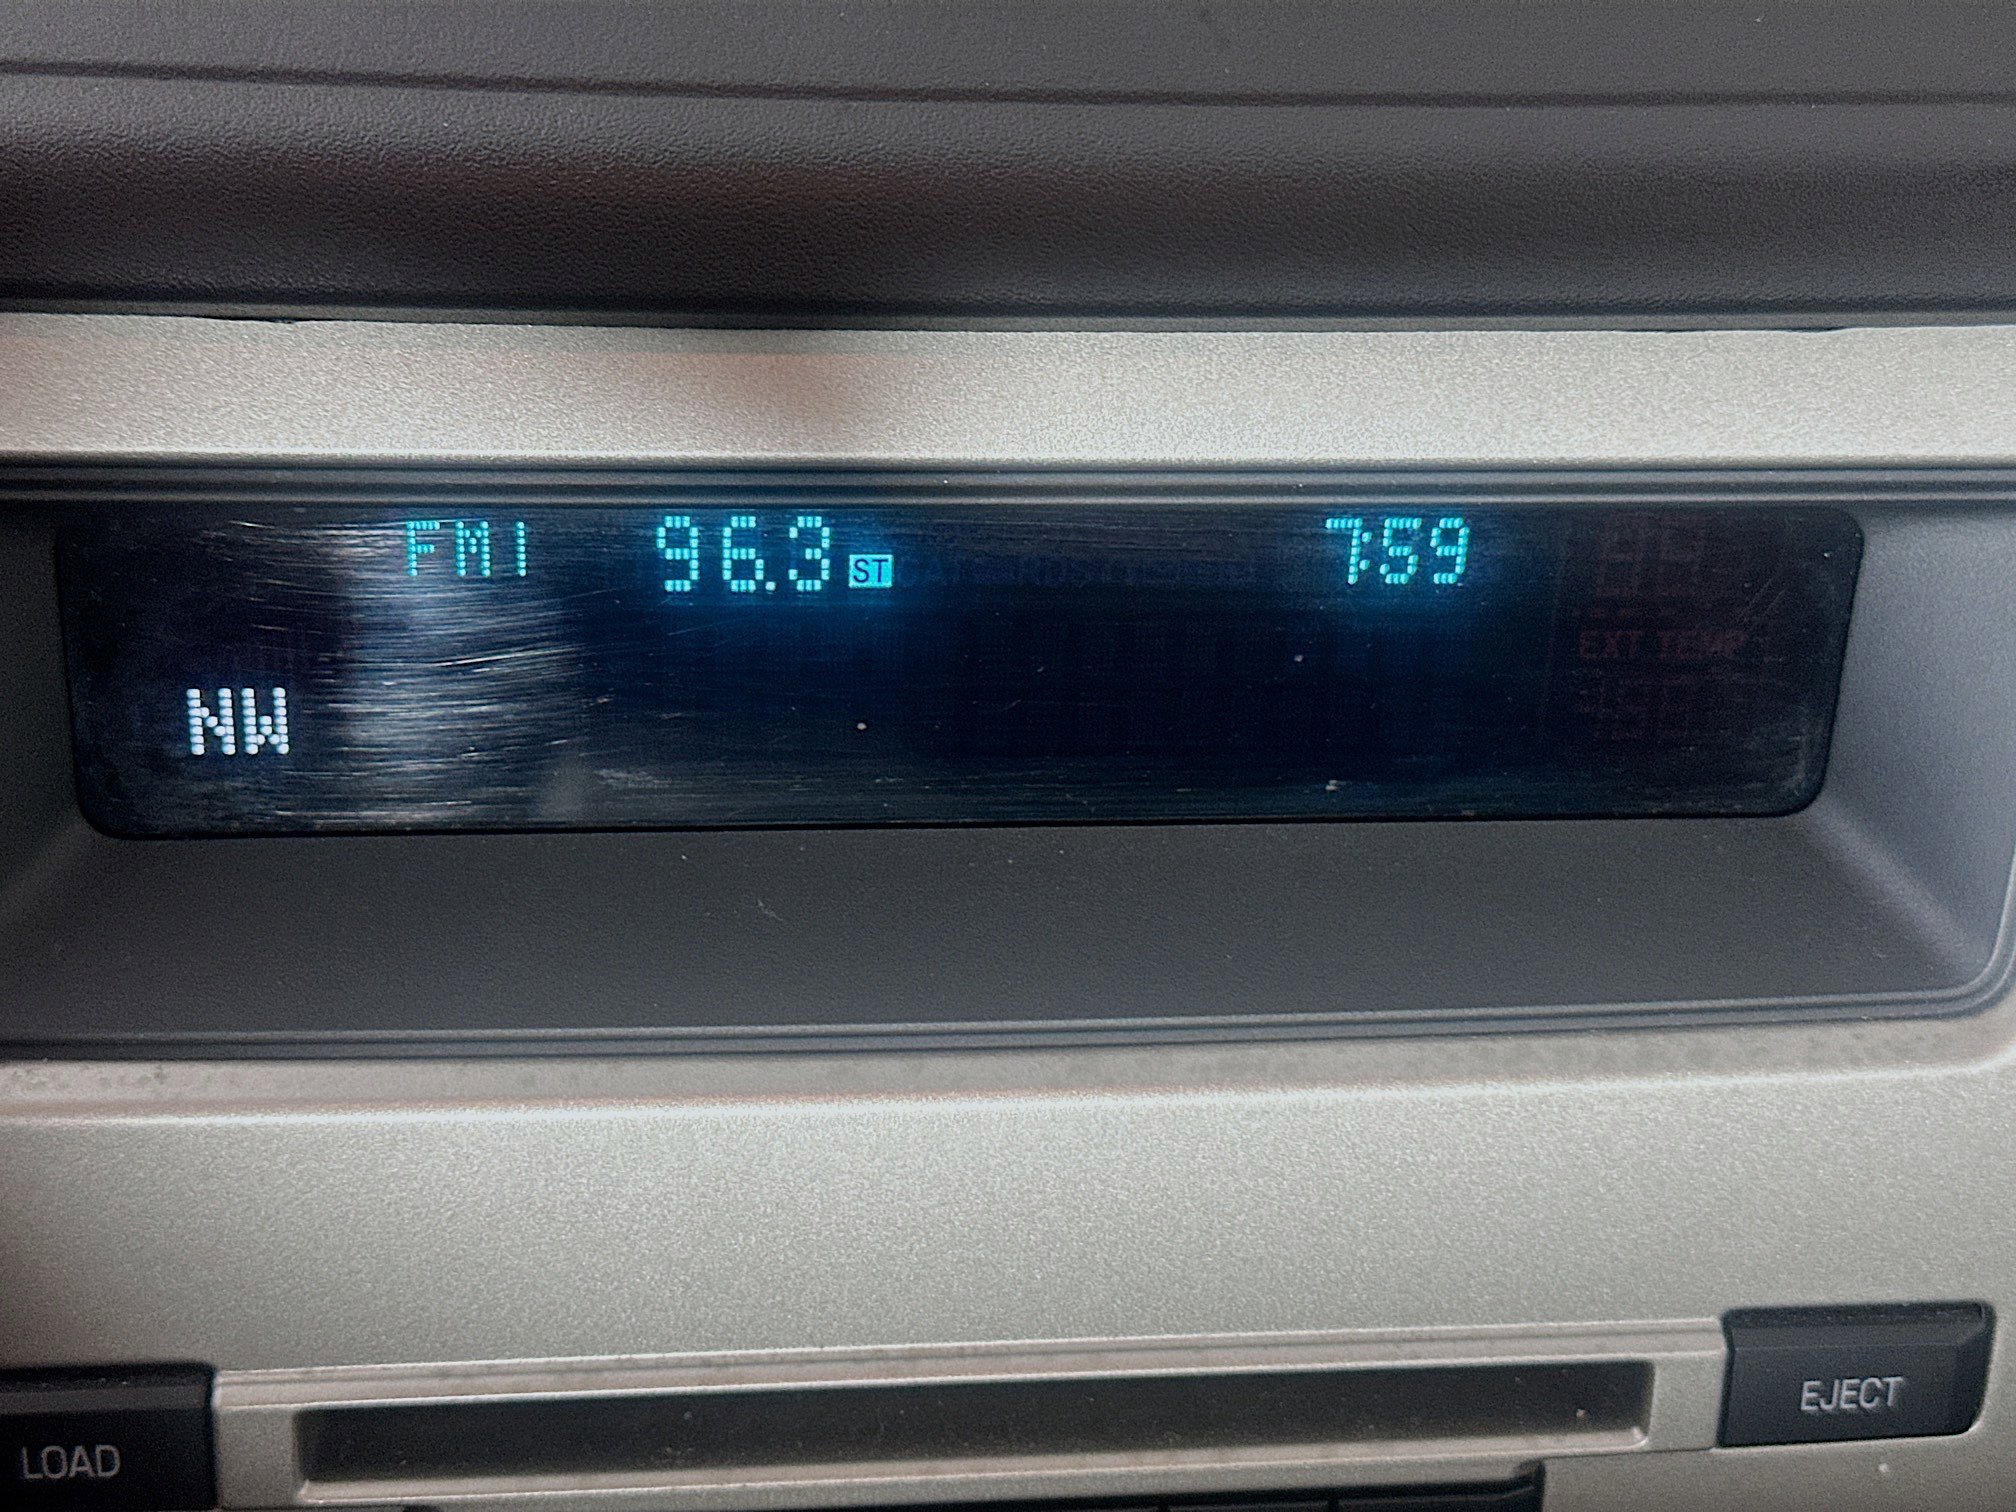 FM1 96.3 ST 7:59
EXT TEMP
NW
EJECT
LOAD